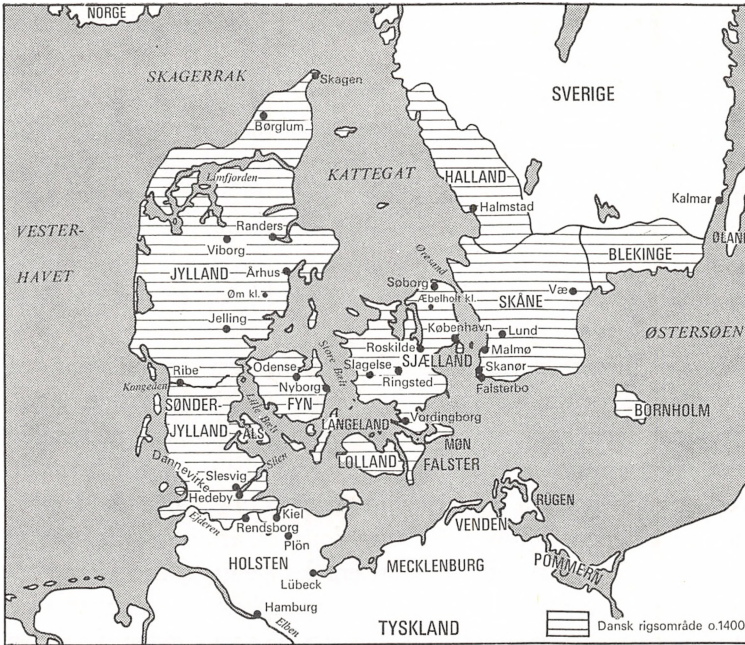 NORGE
SKAGERRAK
Skagen
SVERIGE
Børglum
KATTEGAT
Limfjorden
HALLAND
Halmstad
Kalmar
VESTER-
HAVET
Randers
Viborg
ØLAND
BLEKINGE
Øresund
JYLLAND
Århus
Søborg
Øm kl.
Æbelholt kl.
SKÅNE
Væ
Jelling
København
Lund
ØSTERSØEN
Roskilde
SJÆLLAND
Malmø
Store Belt
Ribe
Odense
Slagelse
Skanør
Kongeåen
Nyborg
Ringsted
Falsterbo
SØNDER-
JYLLAND
Lille Bælt
FYN
BORNHOLM
LANGELAND
Vordingborg
ALS
MØN
Dannevirke
Slien
LOLLAND
FALSTER
Slesvig
Hedeby
RUGEN
Ejderen
Kiel
Rendsborg
VENDEN
Plön
HOLSTEN
MECKLENBURG
POMMERN
Lübeck
Hamburg
Elben
TYSKLAND
Dansk rigsområde o.1400